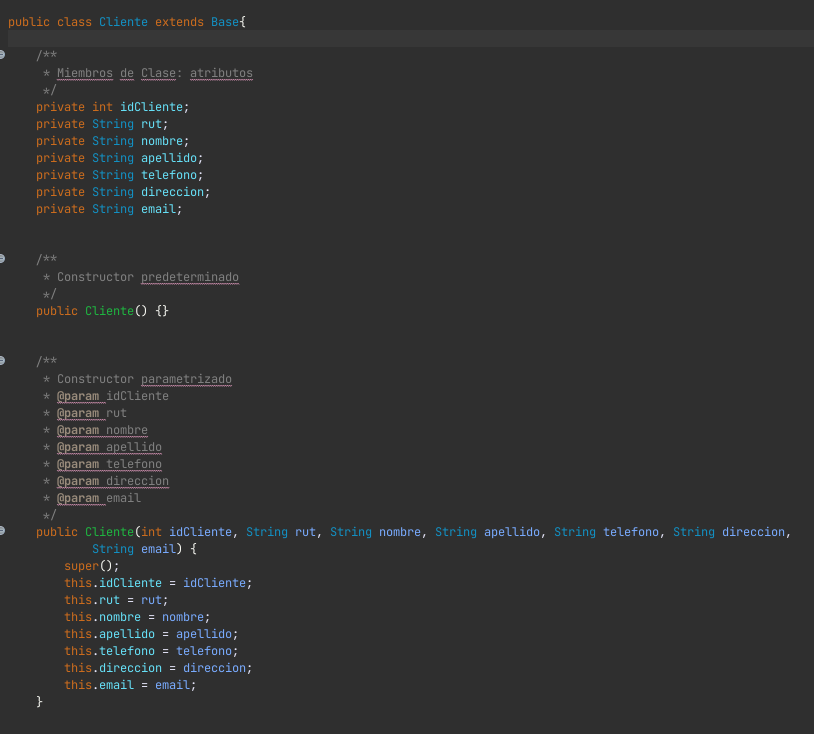 public class Cliente extends Base{
/**
* Miembros de Clase: atributos
*/
private int idCliente;
private String rut;
private String nombre;
private String apellido;
private String telefono;
private String direccion;
private String email;
/**
* Constructor predeterminado
*/
public Cliente() {}
/**
* Constructor parametrizado
* @param idCliente
* @param rut
* @param nombre
* @param apellido
* @param telefono
* @param direccion
* @param email
*/
public Cliente(int idCliente, String rut, String nombre, String apellido, String telefono, String direccion,
String email) {
super();
this.idCliente = idCliente;
this.rut = rut;
this.nombre = nombre;
this.apellido = apellido;
this.telefono = telefono;
this.direccion = direccion;
this.email = email;
}